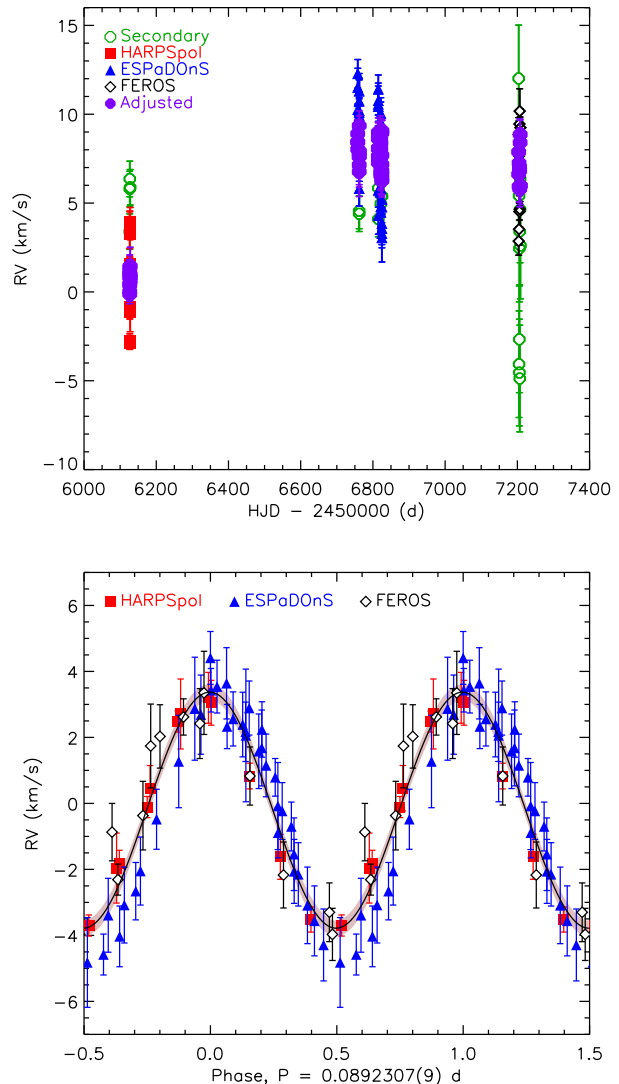 15
Secondary
HARPSpol
ESPaDOnS
FEROS
Adjusted
10
5
0
−5
−10
RV (km/s)
6000 6200 6400 6600 6800 7000 7200 7400
HJD − 2450000 (d)
HARPSpol ESPaDOnS FEROS
6
4
2
0
−2
−4
−6
RV (km/s)
−0.5 0.0 0.5 1.0 1.5
Phase, P = 0.0892307(9) d